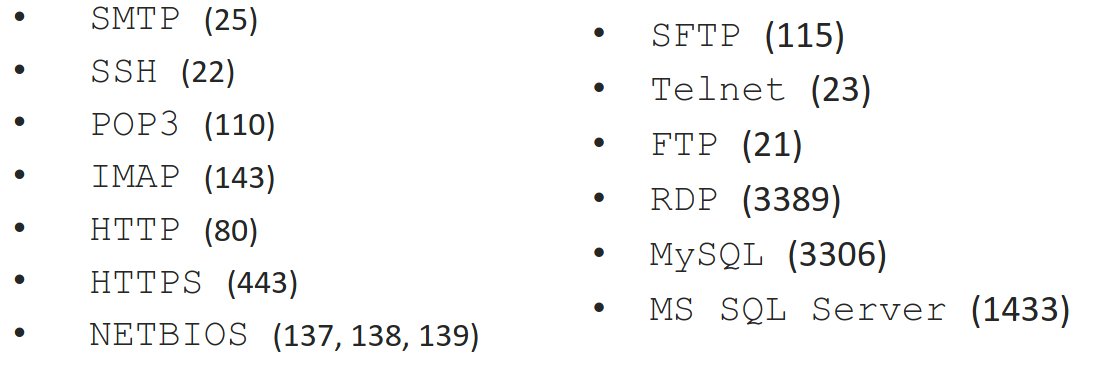 • SMTP (25)
• SSH (22)
• POP3 (110)
• IMAP (143)
• HTTP (80)
• HTTPS (443)
• NETBIOS (137, 138, 139)
• SFTP (115)
• Telnet (23)
• FTP (21)
• RDP (3389)
• MySQL (3306)
• MS SQL Server (1433)